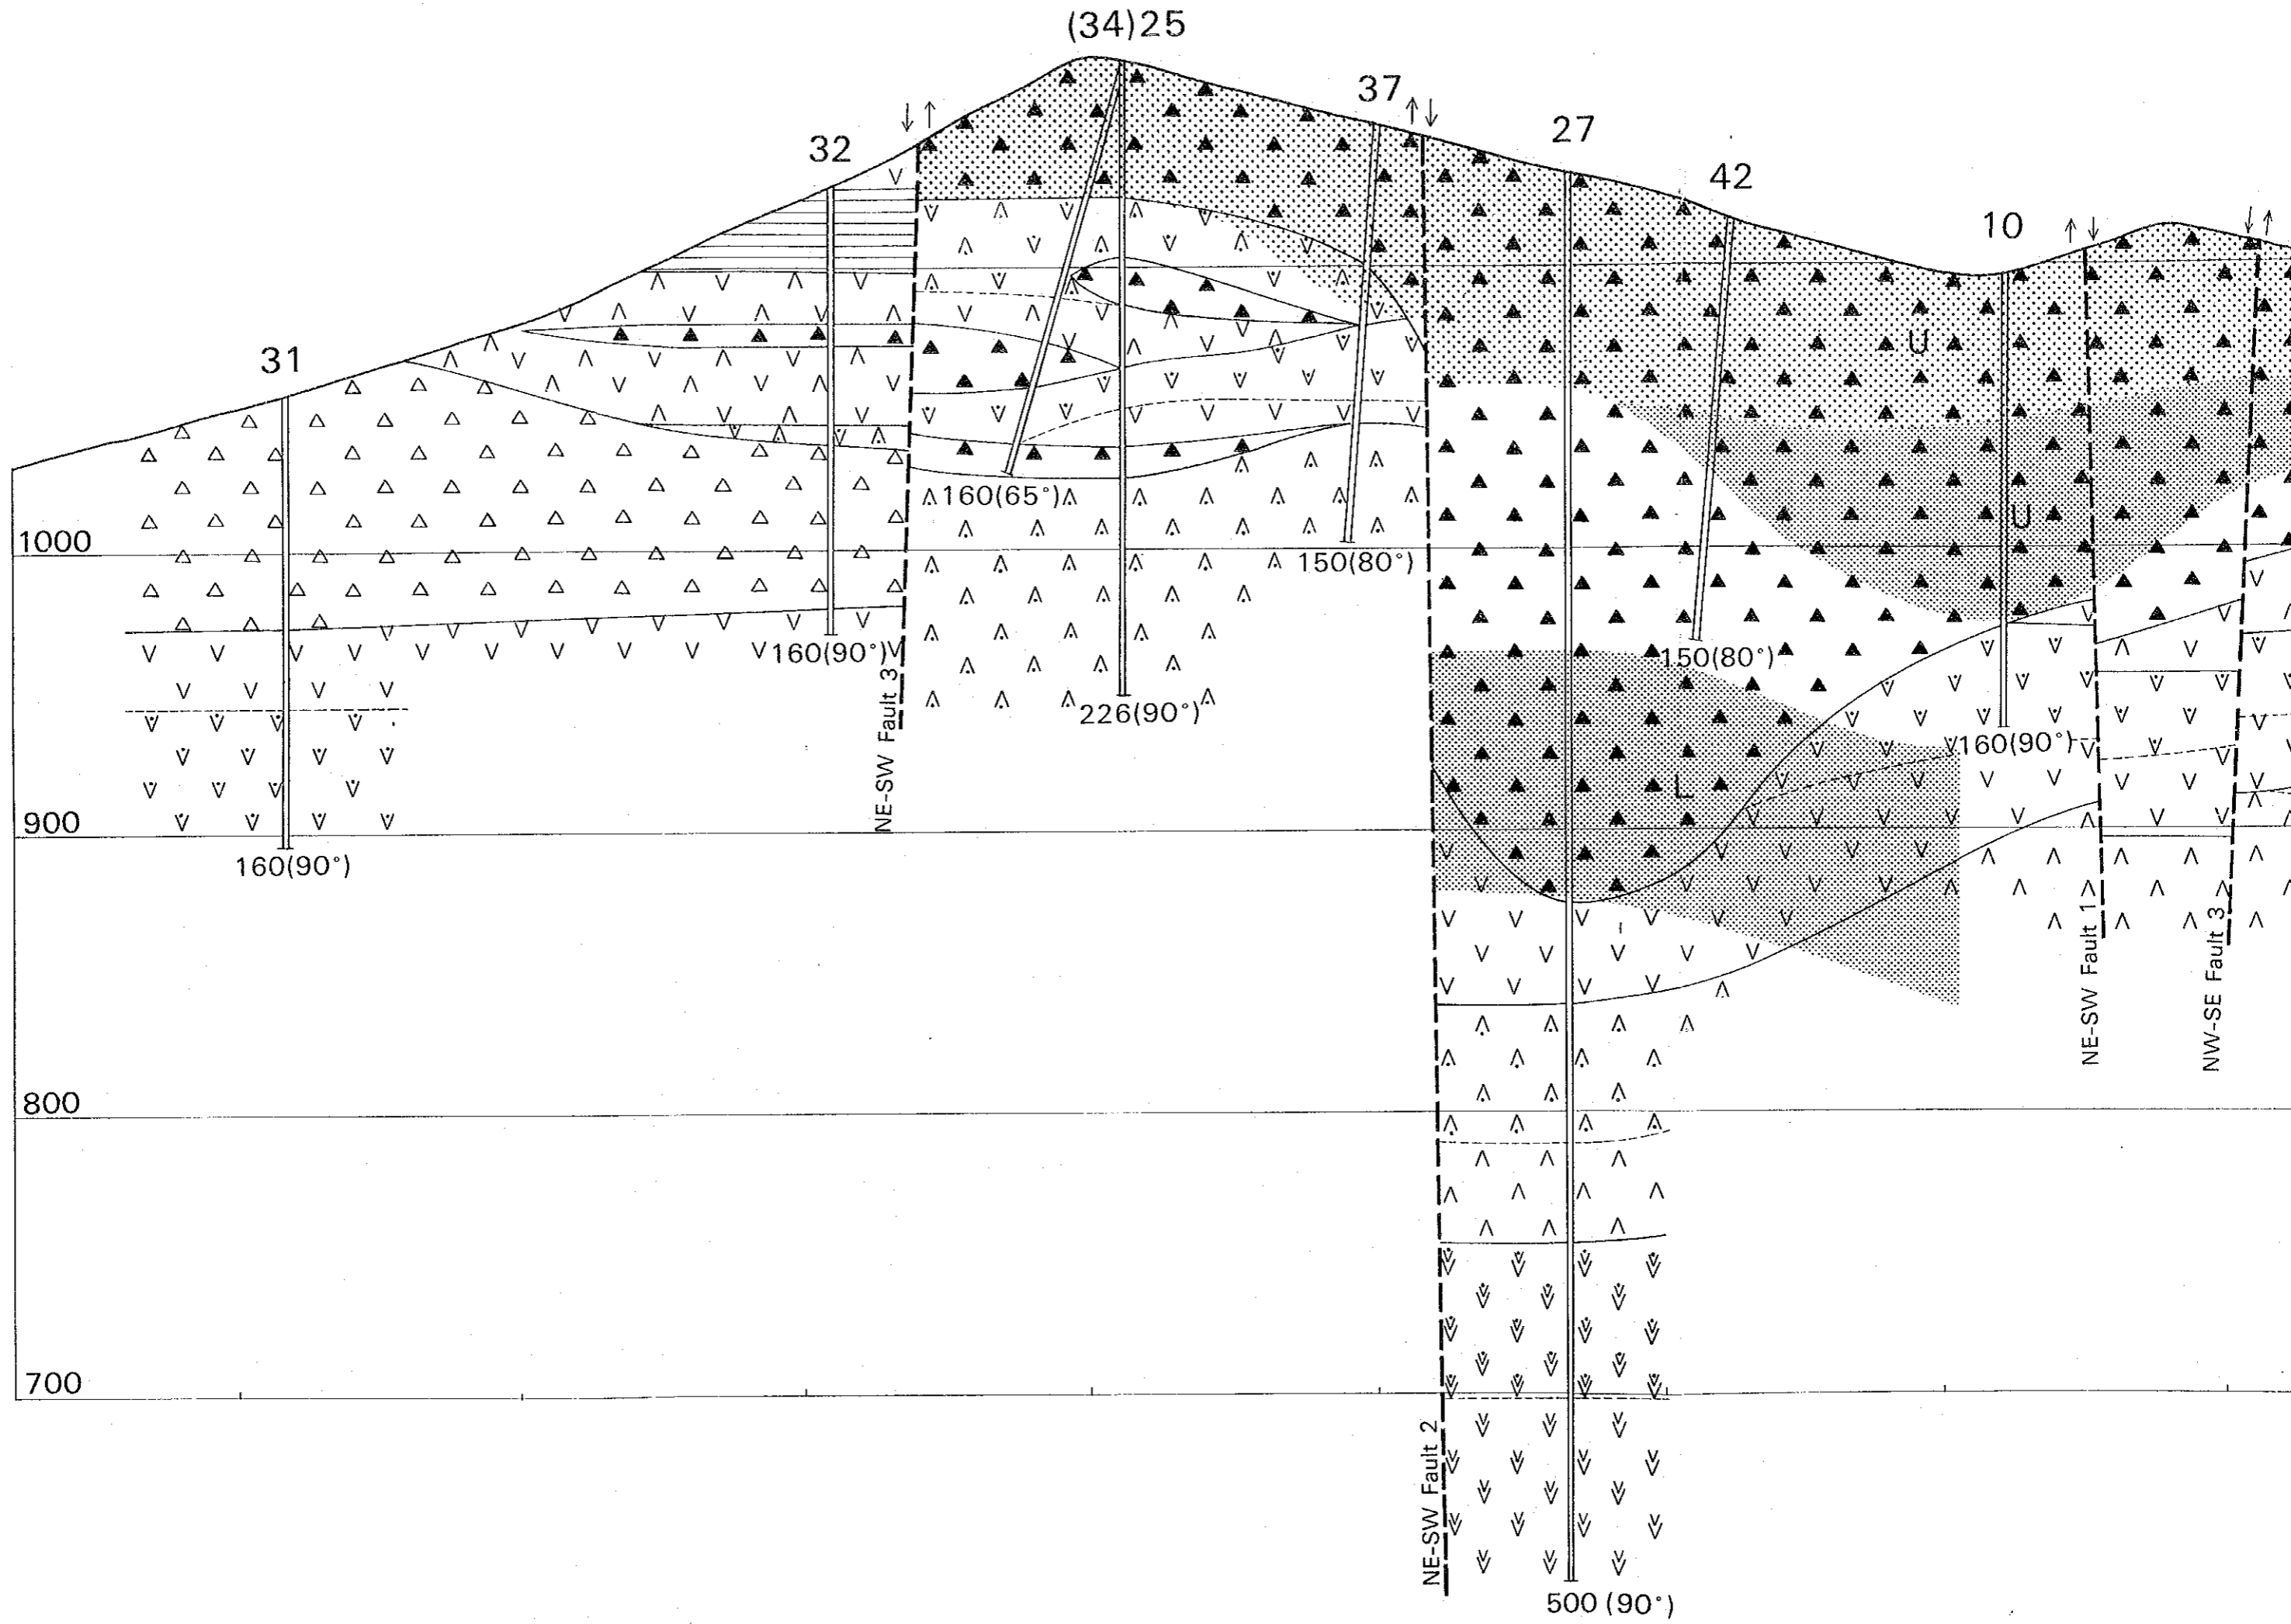 (34)25
37
32
27
42
10
31
U
160(65°)
U
1000
150(80°)
160(90°)
150(80°)
226(90°)
160(90°)
NE-SW Fault 3
L
900
160(90°)
NE-SW Fault 1
NW-SE Fault 3
800
700
NE-SW Fault 2
500(90°)